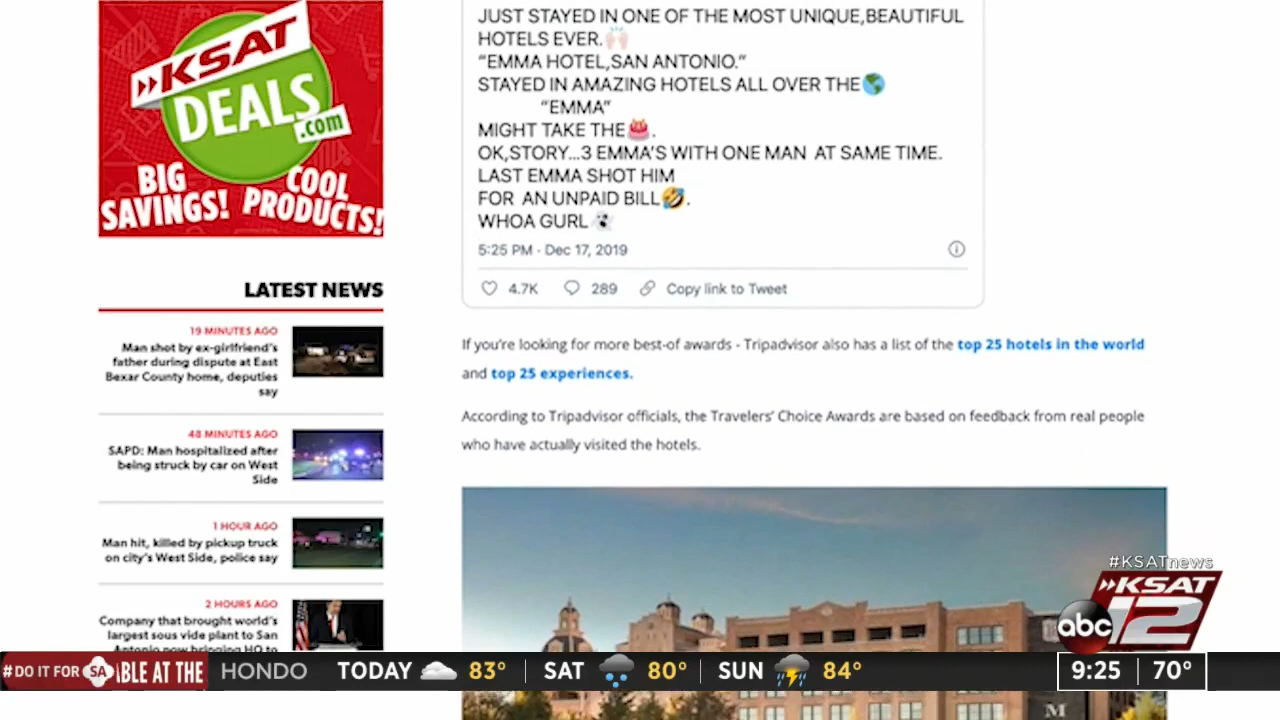 KSAT
DEALS
.com
BIG
SAVINGS!
COOL
PRODUCTS!
LATEST NEWS
19 MINUTES AGO
Man shot by ex-girlfriend's
father during dispute at East
Bexar County home, deputies
say
48 MINUTES AGO
SAPD: Man hospitalized after
being struck by car on West
Side
1 HOUR AGO
Man hit, killed by pickup truck
on city's West Side, police say
2 HOURS AGO
Company that brought world's
largest sous vide plant to San
Antonio now bringing HQ to
JUST STAYED IN ONE OF THE MOST UNIQUE,BEAUTIFUL
HOTELS EVER.🙌🏻
“EMMA HOTEL,SAN ANTONIO.”
STAYED IN AMAZING HOTELS ALL OVER THE🌎
“EMMA”
MIGHT TAKE THE🎂.
OK,STORY...3 EMMA'S WITH ONE MAN AT SAME TIME.
LAST EMMA SHOT HIM
FOR AN UNPAID BILL🤣.
WHOA GURL
5:25 PM · Dec 17, 2019
4.7K 289 Copy link to Tweet
If you're looking for more best-of awards - Tripadvisor also has a list of the top 25 hotels in the world
and top 25 experiences.
According to Tripadvisor officials, the Travelers' Choice Awards are based on feedback from real people
who have actually visited the hotels.
M
#KSATnews
KSAT
abc 12
#DO IT FOR SA ABLE AT THE HONDO TODAY 83° SAT 80° SUN 84° 9:25 70°